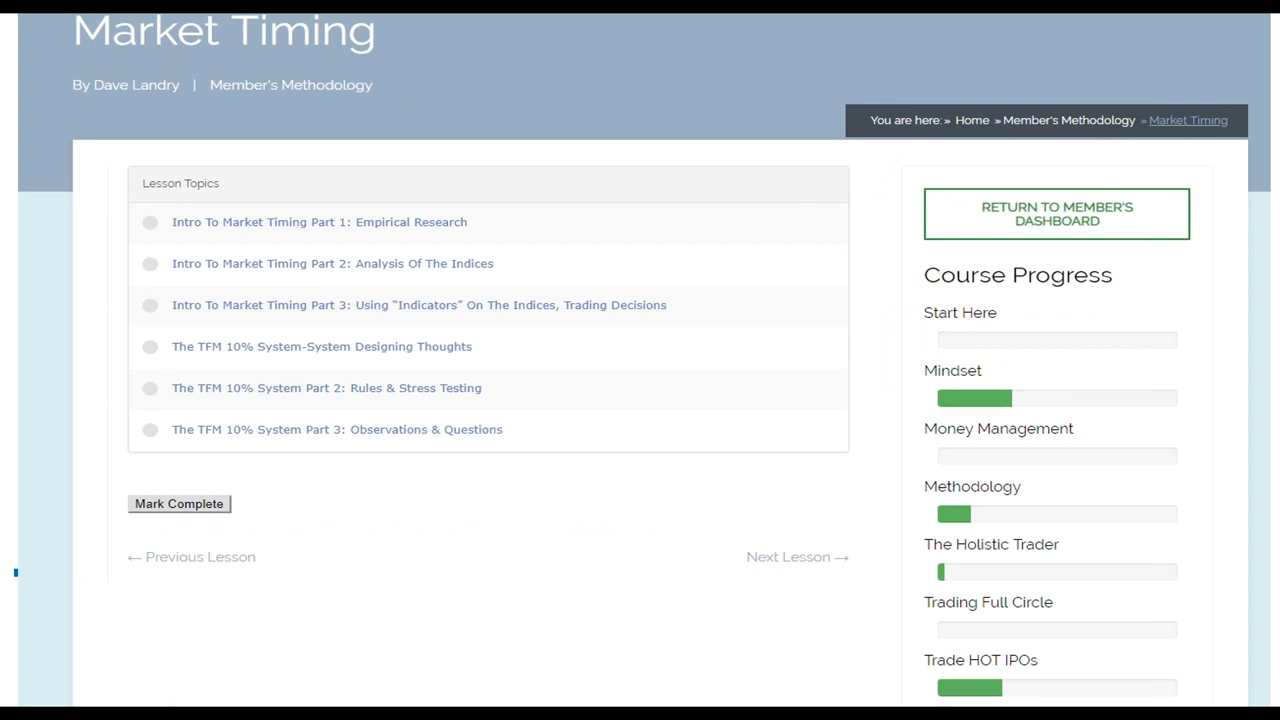 Market Timing
By Dave Landry | Member's Methodology
You are here: » Home » Member's Methodology » Market Timing
Lesson Topics
Intro To Market Timing Part 1: Empirical Research
Intro To Market Timing Part 2: Analysis Of The Indices
Intro To Market Timing Part 3: Using “Indicators” On The Indices, Trading Decisions
The TFM 10% System-System Designing Thoughts
The TFM 10% System Part 2: Rules & Stress Testing
The TFM 10% System Part 3: Observations & Questions
Mark Complete
← Previous Lesson
Next Lesson →
RETURN TO MEMBER'S
DASHBOARD
Course Progress
Start Here
Mindset
Money Management
Methodology
The Holistic Trader
Trading Full Circle
Trade HOT IPOs